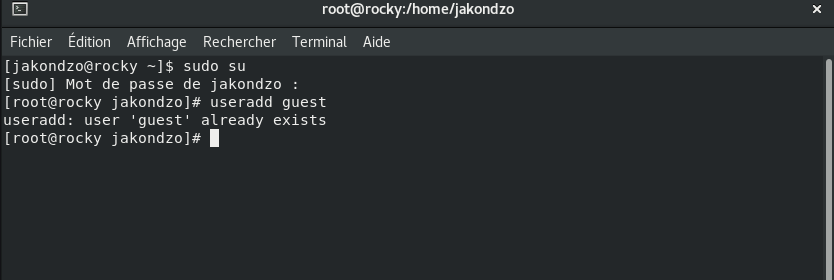 root@rocky:/home/jakondzo
Fichier Édition Affichage Rechercher Terminal Aide
[jakondzo@rocky ~]$ sudo su
[sudo] Mot de passe de jakondzo :
[root@rocky jakondzo]# useradd guest
useradd: user 'guest' already exists
[root@rocky jakondzo]#